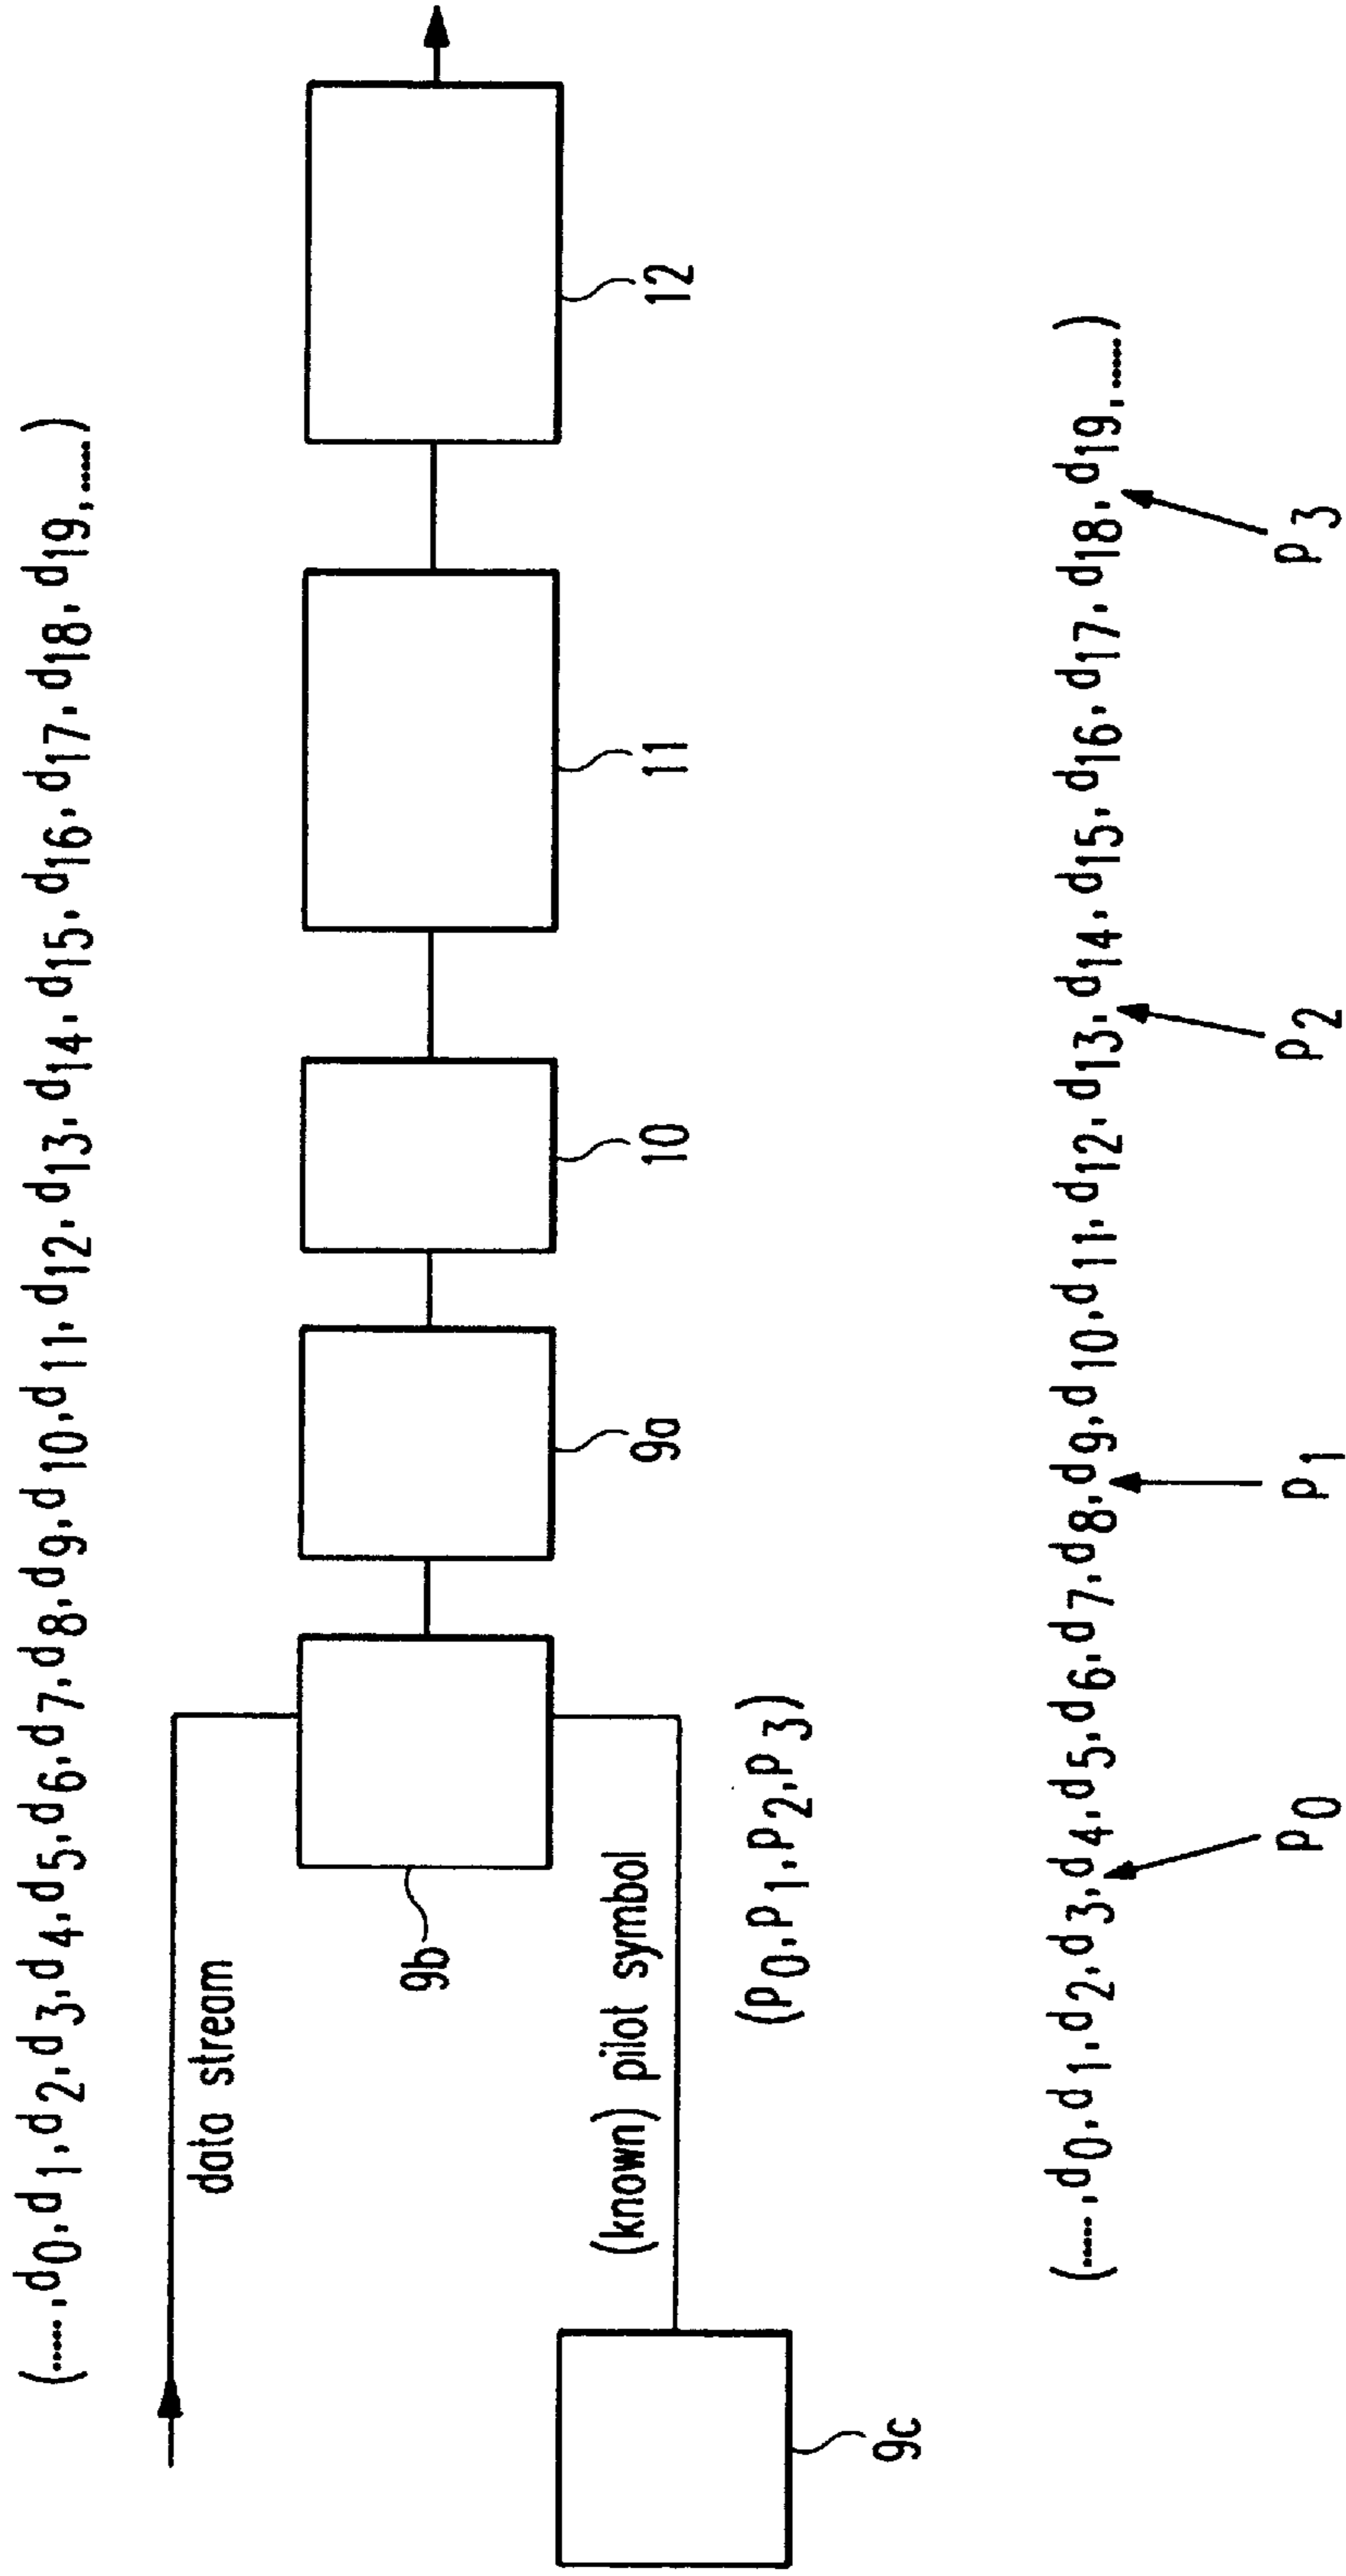 (....., d0, d1, d2, d3, d4, d5, d6, d7, d8, d9, d10, d11, d12, d13, d14, d15, d16, d17, d18, d19, .....)
data stream
9b
9a
10
11
12
(known) pilot symbol
(P0, P1, P2, P3)
9c
(....., d0, d1, d2, d3, d4, d5, d6, d7, d8, d9, d10, d11, d12, d13, d14, d15, d16, d17, d18, d19, .....)
P0
P1
P2
P3